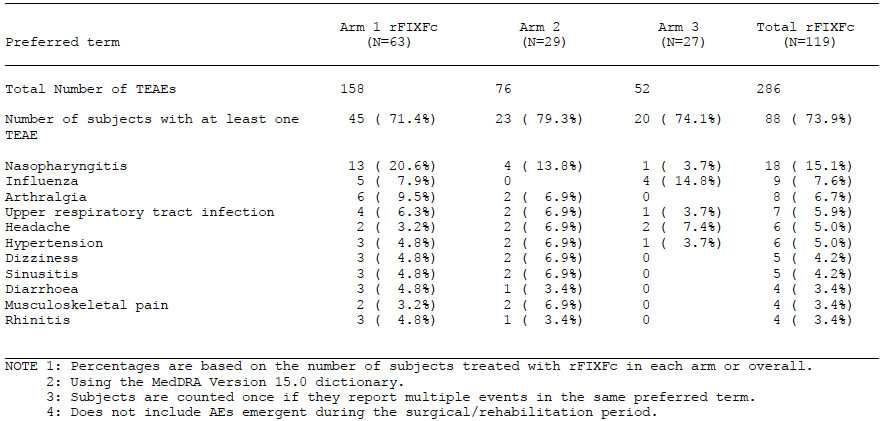 Arm 1 rFIXFc Arm 2 Arm 3 Total rFIXFc
Preferred term (N=63) (N=29) (N=27) (N=119)
Total Number of TEAEs 158 76 52 286
Number of subjects with at least one 45 ( 71.4%) 23 ( 79.3%) 20 ( 74.1%) 88 ( 73.9%)
TEAE
Nasopharyngitis 13 ( 20.6%) 4 ( 13.8%) 1 ( 3.7%) 18 ( 15.1%)
Influenza 5 ( 7.9%) 0 4 ( 14.8%) 9 ( 7.6%)
Arthralgia 6 ( 9.5%) 2 ( 6.9%) 0 8 ( 6.7%)
Upper respiratory tract infection 4 ( 6.3%) 2 ( 6.9%) 1 ( 3.7%) 7 ( 5.9%)
Headache 2 ( 3.2%) 2 ( 6.9%) 2 ( 7.4%) 6 ( 5.0%)
Hypertension 3 ( 4.8%) 2 ( 6.9%) 1 ( 3.7%) 6 ( 5.0%)
Dizziness 3 ( 4.8%) 2 ( 6.9%) 0 5 ( 4.2%)
Sinusitis 3 ( 4.8%) 2 ( 6.9%) 0 5 ( 4.2%)
Diarrhoea 3 ( 4.8%) 1 ( 3.4%) 0 4 ( 3.4%)
Musculoskeletal pain 2 ( 3.2%) 2 ( 6.9%) 0 4 ( 3.4%)
Rhinitis 3 ( 4.8%) 1 ( 3.4%) 0 4 ( 3.4%)
NOTE 1: Percentages are based on the number of subjects treated with rFIXFc in each arm or overall.
2: Using the MedDRA Version 15.0 dictionary.
3: Subjects are counted once if they report multiple events in the same preferred term.
4: Does not include AEs emergent during the surgical/rehabilitation period.